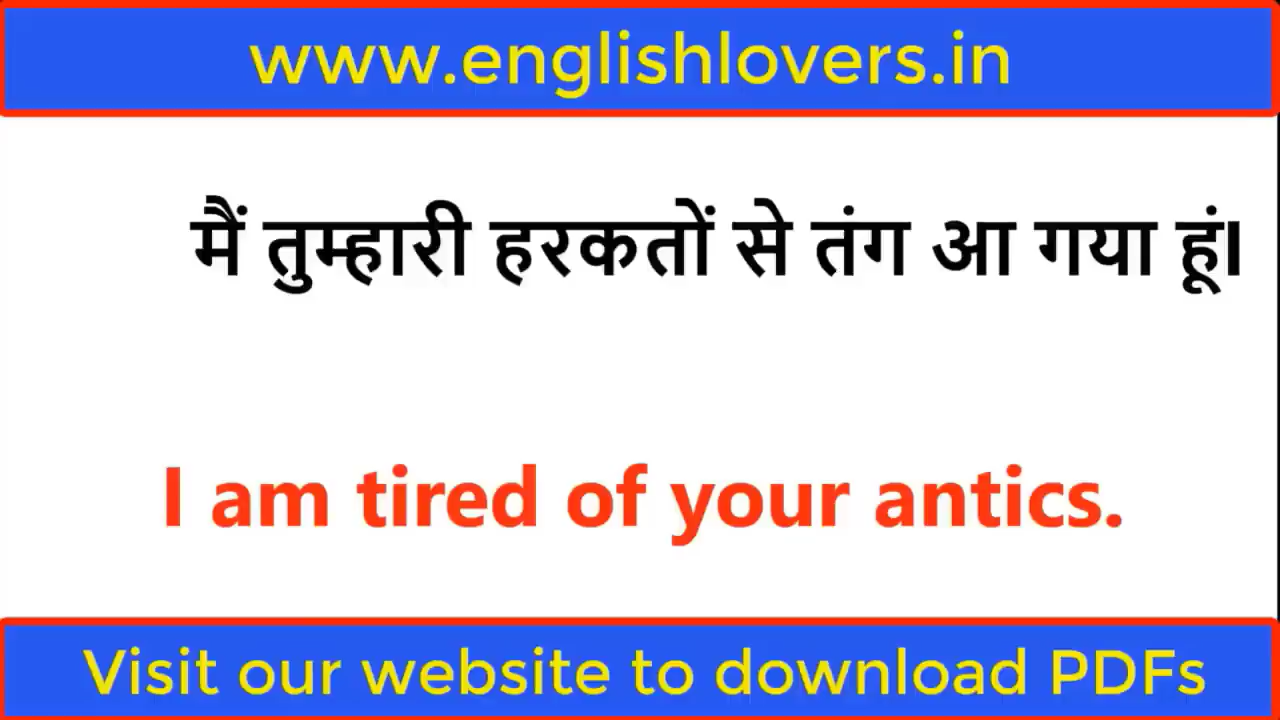 www.englishlovers.in
मैं तुम्हारी हरकतों से तंग आ गया हूं।
I am tired of your antics.
Visit our website to download PDFs